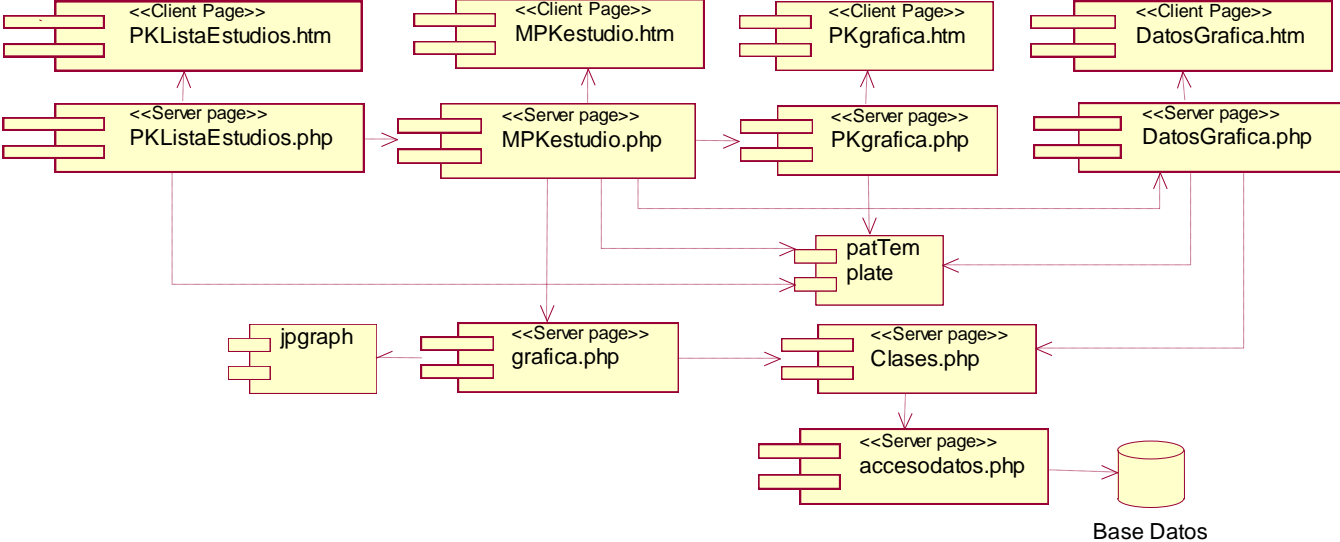 <<Client Page>>
PKListaEstudios.htm
<<Client Page>>
MPKestudio.htm
<<Client Page>>
PKgrafica.htm
<<Client Page>>
DatosGrafica.htm
<<Server page>>
PKListaEstudios.php
<<Server page>>
MPKestudio.php
<<Server page>>
PKgrafica.php
<<Server page>>
DatosGrafica.php
patTem
plate
jpgraph
<<Server page>>
grafica.php
<<Server page>>
Clases.php
<<Server page>>
accesodatos.php
Base Datos